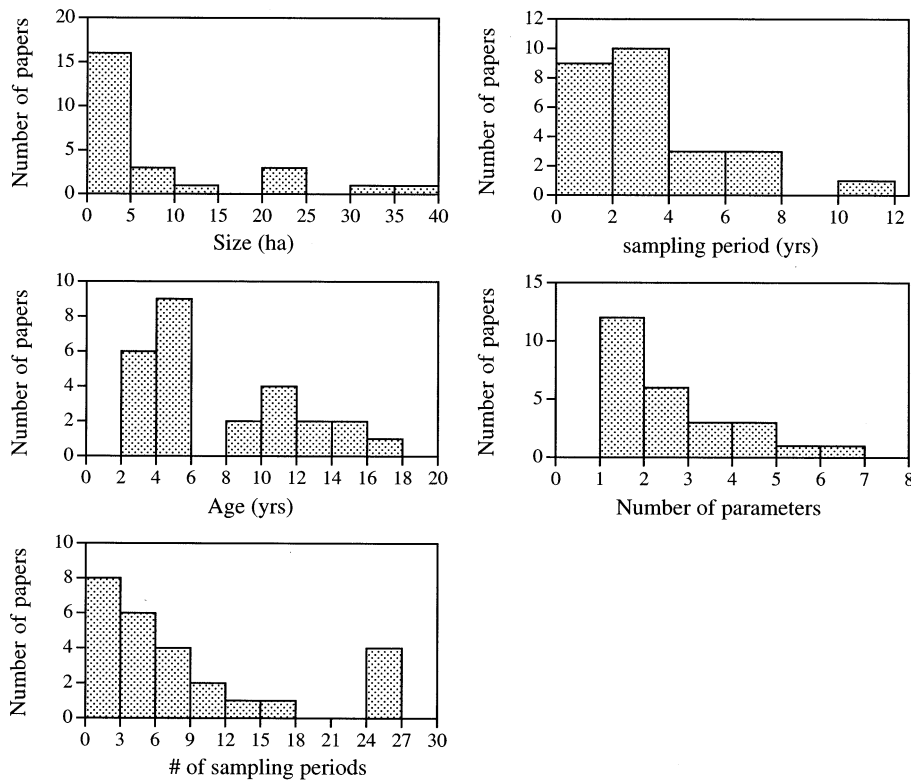 Number of papers
20
15
10
5
0
0 5 10 15 20 25 30 35 40
Size (ha)
Number of papers
12
10
8
6
4
2
0
0 2 4 6 8 10 12
sampling period (yrs)
Number of papers
10
8
6
4
2
0
0 2 4 6 8 10 12 14 16 18 20
Age (yrs)
Number of papers
15
10
5
0
0 1 2 3 4 5 6 7 8
Number of parameters
Number of papers
10
8
6
4
2
0
0 3 6 9 12 15 18 21 24 27 30
# of sampling periods